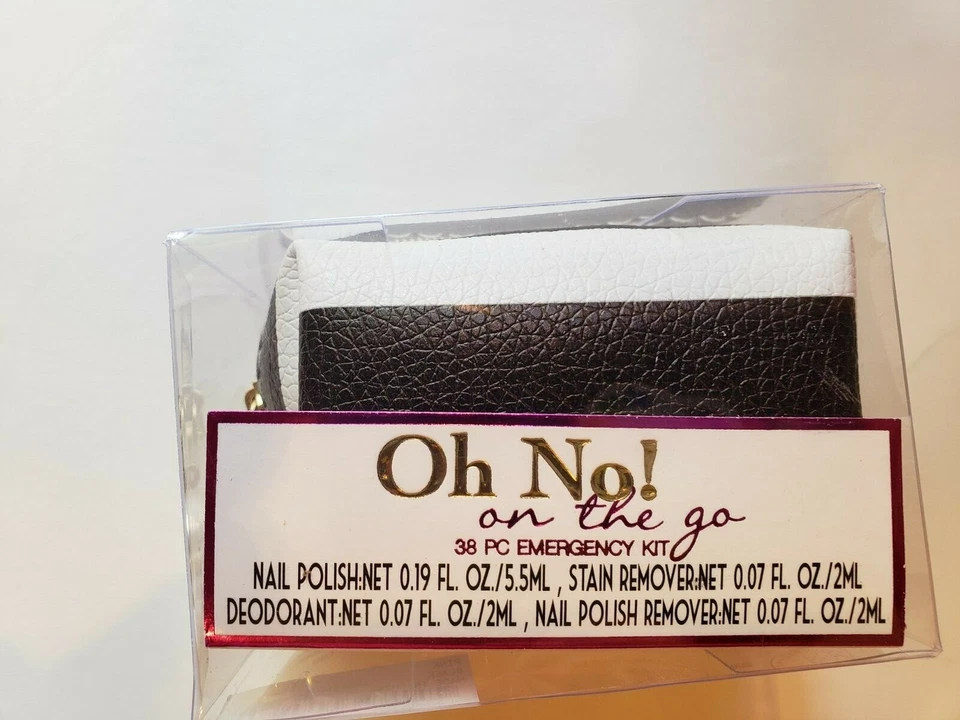 Oh No!
on the go
38 PC EMERGENCY KIT
NAIL POLISH:NET 0.19 FL. OZ./5.5ML , STAIN REMOVER:NET 0.07 FL. OZ./2ML
DEODORANT:NET 0.07 FL. OZ./2ML , NAIL POLISH REMOVER:NET 0.07 FL. OZ./2ML